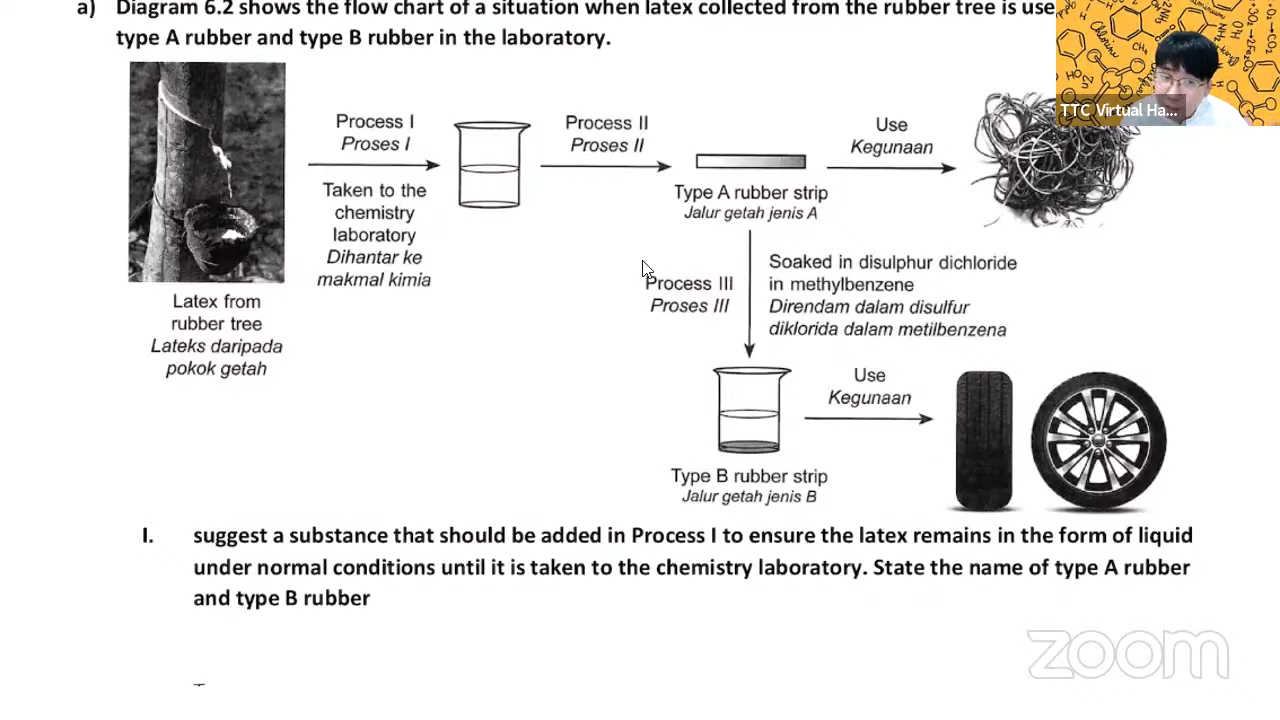 a) Diagram 6.2 shows the flow chart of a situation when latex collected from the rubber tree is use
type A rubber and type B rubber in the laboratory.
TTC Virtual Ha...
Process I
Proses I
Taken to the
chemistry
laboratory
Dihantar ke
makmal kimia
Process II
Proses II
Use
Kegunaan
Type A rubber strip
Jalur getah jenis A
Latex from
rubber tree
Lateks daripada
pokok getah
Process III
Proses III
Soaked in disulphur dichloride
in methylbenzene
Direndam dalam disulfur
diklorida dalam metilbenzena
Use
Kegunaan
Type B rubber strip
Jalur getah jenis B
I. suggest a substance that should be added in Process I to ensure the latex remains in the form of liquid
under normal conditions until it is taken to the chemistry laboratory. State the name of type A rubber
and type B rubber
zoom